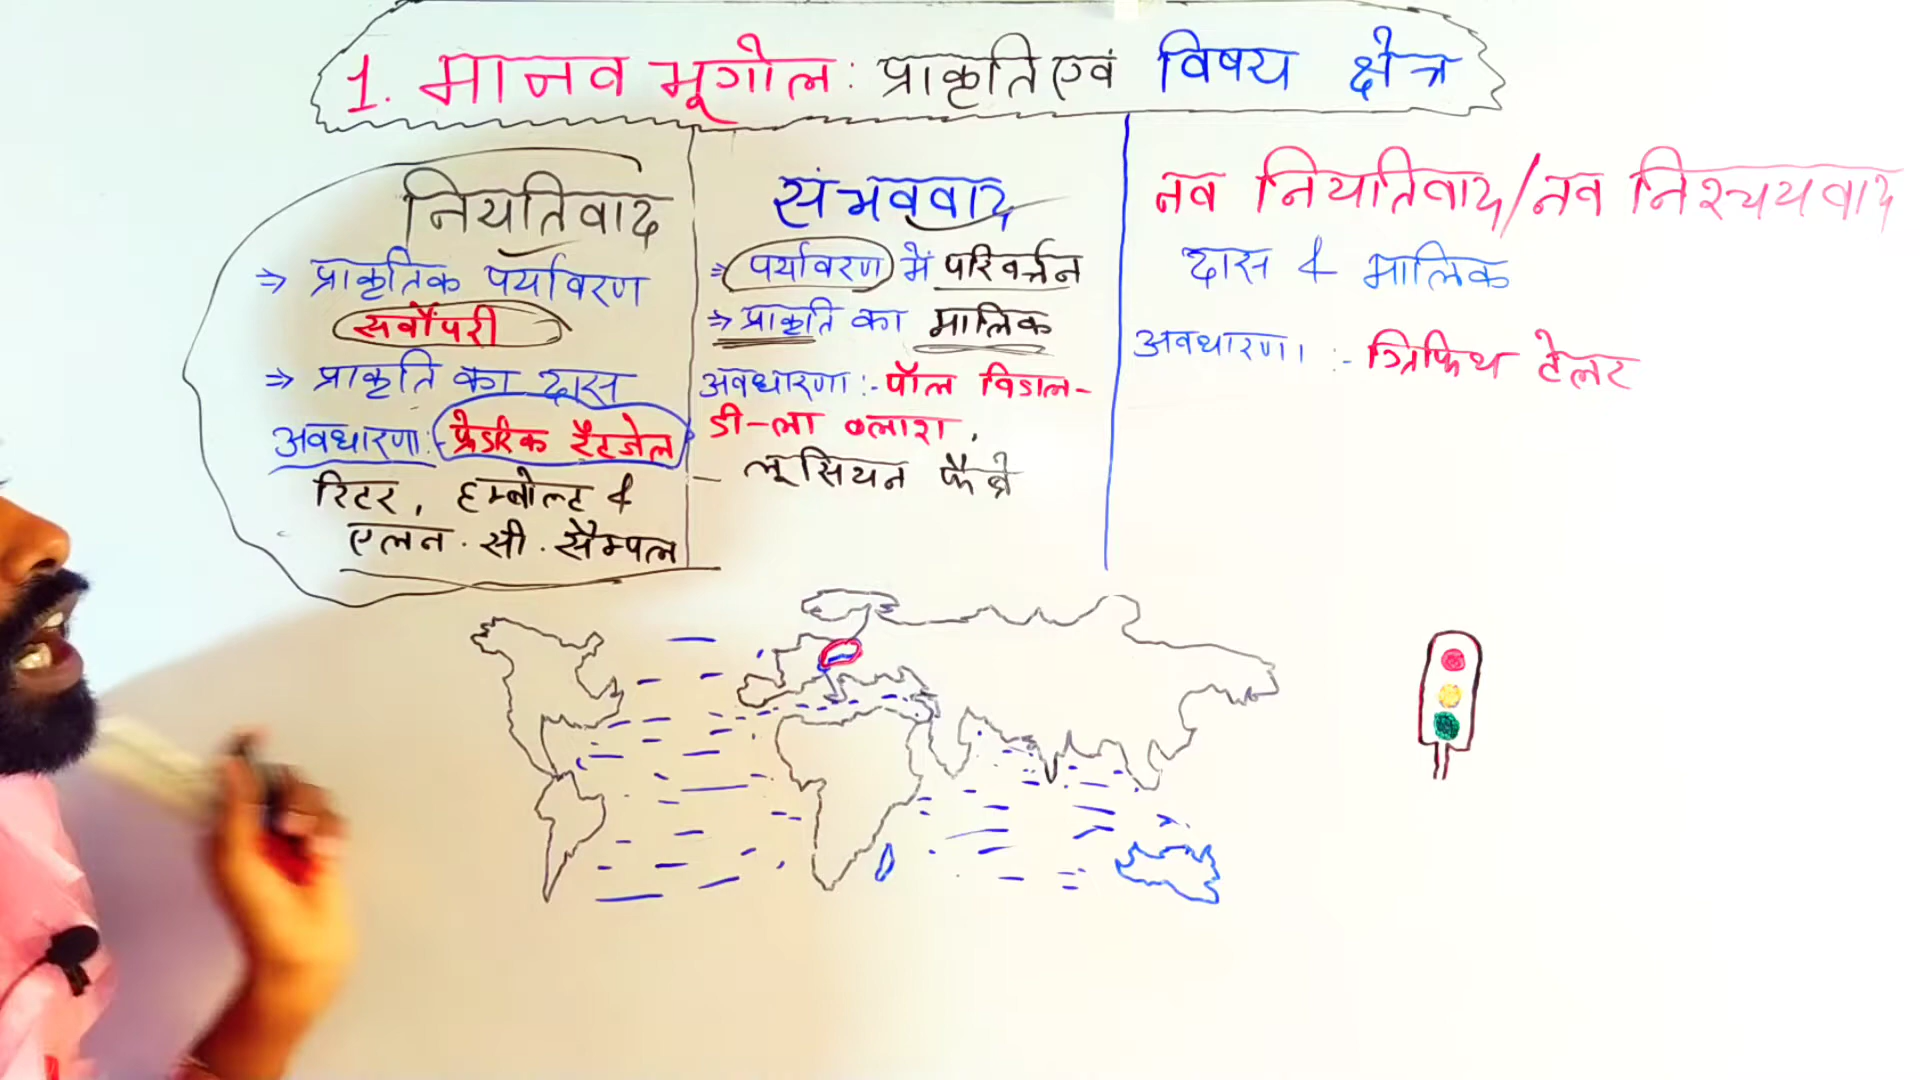 1. मानव भूगोल: प्राकृति एवं विषय क्षेत्र
नियतिवाद
⇒ प्राकृतिक पर्यावरण
सर्वोपरी
⇒ प्राकृति का दास
अवधारणा:- फ्रेडरिक रैटजेल
रिटर, हम्बोल्ट &
एलन. सी. सैम्पल
संभववाद
⇒ पर्यावरण में परिवर्तन
⇒ प्राकृति का मालिक
अवधारणा:- पॉल विडाल-
डी-ला ब्लाश,
- लूसियन फैब्रे
नव नियतिवाद/नव निश्चयवाद
दास & मालिक
अवधारणा :- ग्रिफिथ टेलर